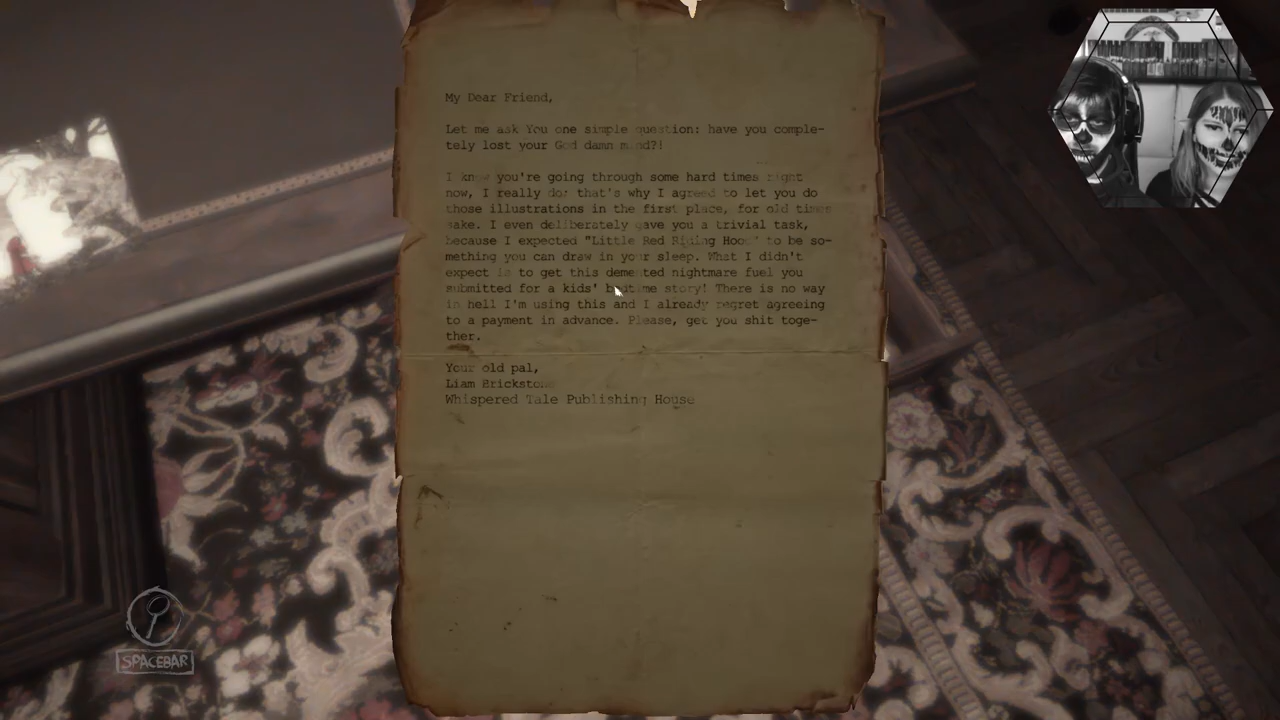 My Dear Friend,
Let me ask You one simple question: have you comple-
tely lost your God damn mind?!
I know you're going through some hard times right
now, I really do; that's why I agreed to let you do
those illustrations in the first place, for old times
sake. I even deliberately gave you a trivial task,
because I expected "Little Red Riding Hood" to be so-
mething you can draw in your sleep. What I didn't
expect is to get this demented nightmare fuel you
submitted for a kids' bedtime story! There is no way
in hell I'm using this and I already regret agreeing
to a payment in advance. Please, get you shit toge-
ther.
Your old pal,
Liam Brickstone
Whispered Tale Publishing House
SPACEBAR